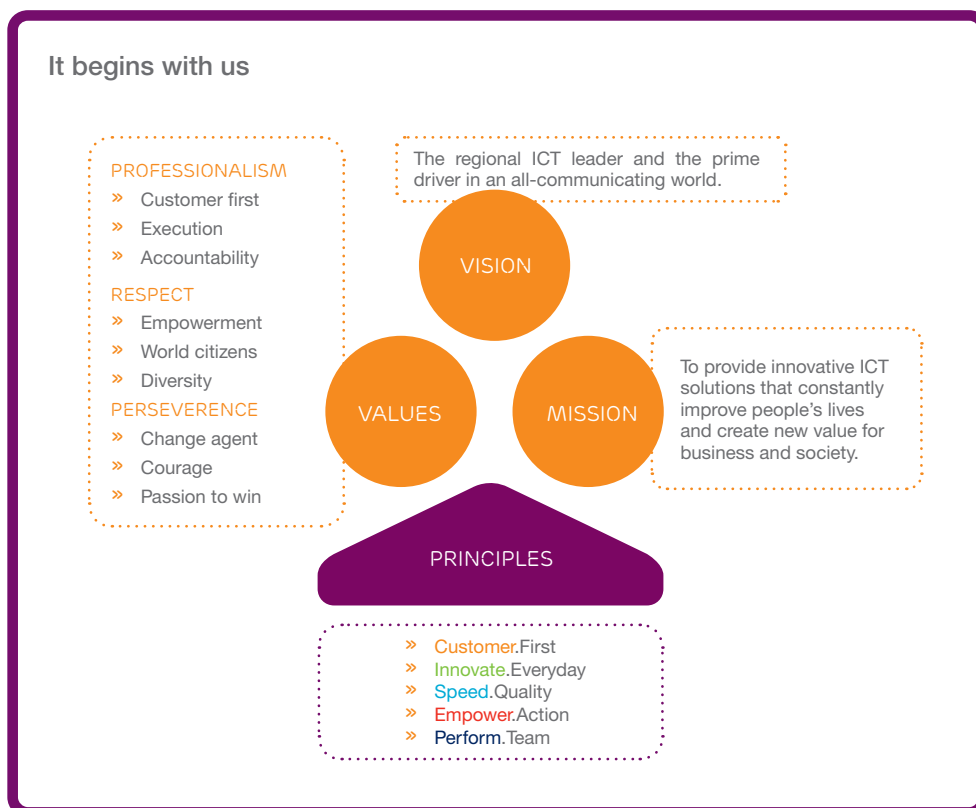 It begins with us
PROFESSIONALISM
» Customer first
» Execution
» Accountability
RESPECT
» Empowerment
» World citizens
» Diversity
PERSEVERENCE
» Change agent
» Courage
» Passion to win
The regional ICT leader and the prime
driver in an all-communicating world.
VISION
VALUES
MISSION
To provide innovative ICT
solutions that constantly
improve people’s lives
and create new value for
business and society.
PRINCIPLES
» Customer.First
» Innovate.Everyday
» Speed.Quality
» Empower.Action
» Perform.Team